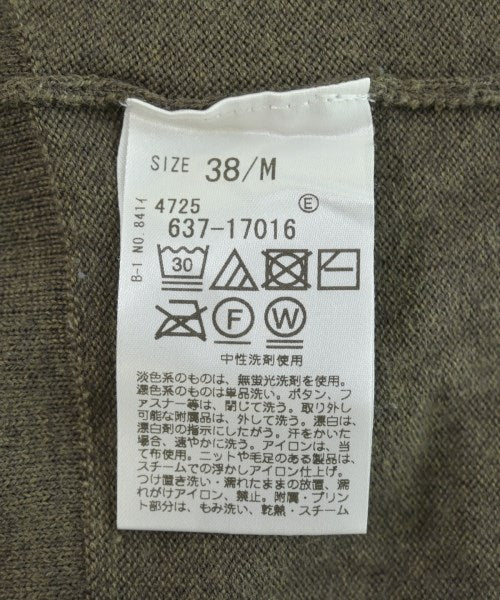 SIZE 38/M
B-I NO.8414
4725 E
637-17016
30
F W
中性洗剤使用
淡色系のものは、無蛍光洗剤を使用。
濃色系のものは単品洗い。ボタン、フ
ァスナー等は、閉じて洗う。取り外し
可能な附属品は、外して洗う。漂白は、
漂白剤の指示にしたがう。汗をかいた
場合、速やかに洗う。アイロンは、当
て布使用。ニットや毛足のある製品は、
スチームでの浮かしアイロン仕上げ。
つけ置き洗い・濡れたままの放置、濡
れがけアイロン、禁止。附属・プリン
ト部分は、もみ洗い、乾熱・スチーム